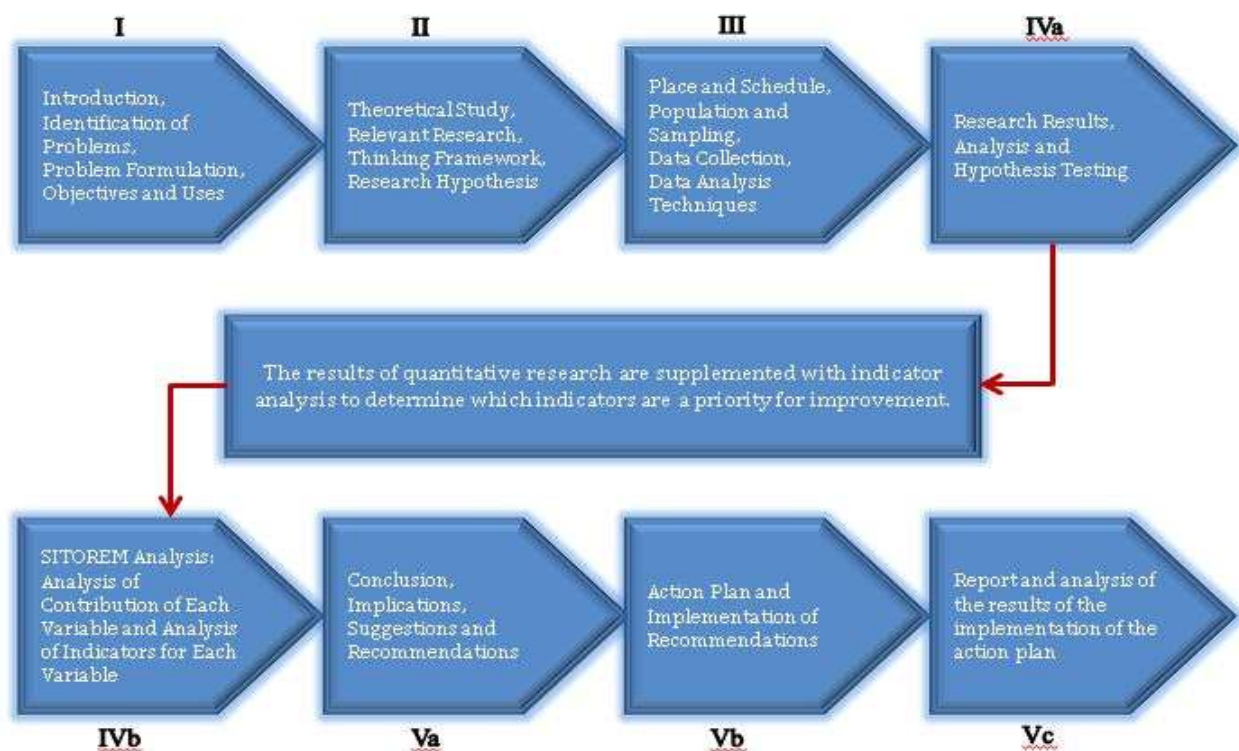 I
Introduction,
Identification of
Problems,
Problem Formulation,
Objectives and Uses
II
Theoretical Study,
Relevant Research,
Thinking Framework,
Research Hypothesis
III
Place and Schedule,
Population and
Sampling,
Data Collection,
Data Analysis
Techniques
IVa
Research Results,
Analysis and
Hypothesis Testing
The results of quantitative research are supplemented with indicator
analysis to determine which indicators are a priority for improvement.
SITOREM Analysis:
Analysis of
Contribution of Each
Variable and Analysis
of Indicators for Each
Variable
IVb
Conclusion,
Implications,
Suggestions and
Recommendations
Va
Action Plan and
Implementation of
Recommendations
Vb
Report and analysis of
the results of the
implementation of the
action plan
Vc